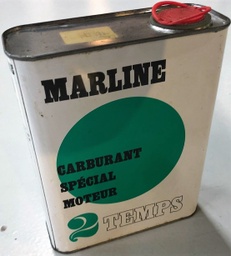 MARLINE
CARBURANT
SPÉCIAL
MOTEUR
2 TEMPS